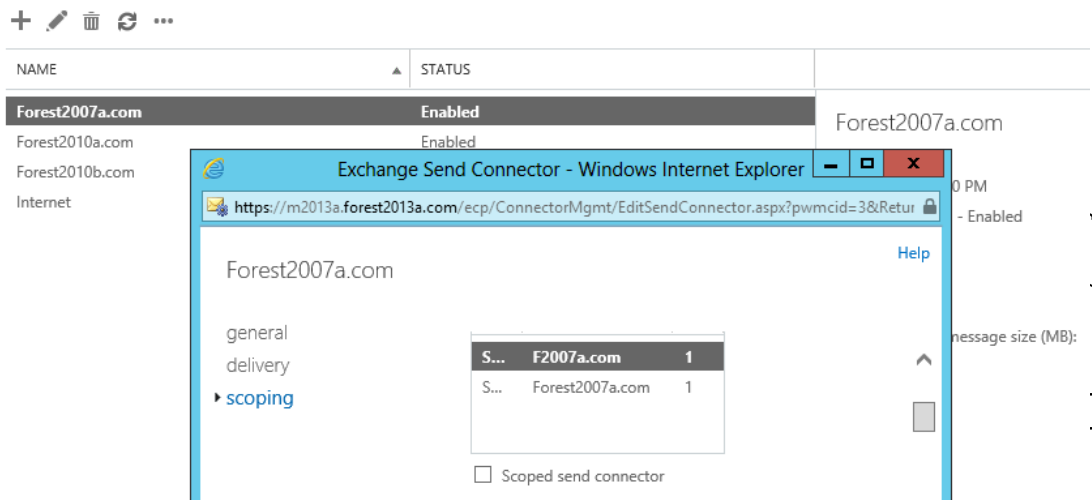 NAME STATUS
Forest2007a.com Enabled
Forest2010a.com Enabled
Forest2010b.com
Internet
Forest2007a.com
0 PM
- Enabled
message size (MB):
Exchange Send Connector - Windows Internet Explorer
https://m2013a.forest2013a.com/ecp/ConnectorMgmt/EditSendConnector.aspx?pwmcid=3&Retur
Help
Forest2007a.com
general
delivery
scoping
S... F2007a.com 1
S... Forest2007a.com 1
Scoped send connector